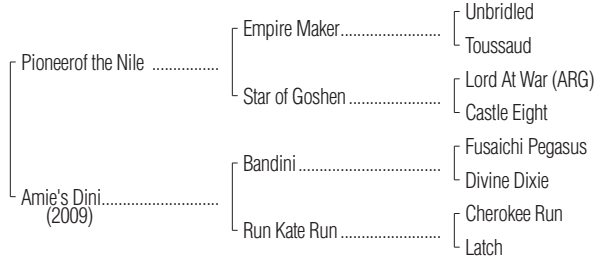 Unbridled
Empire Maker
Toussaud
Pioneerof the Nile
Lord At War (ARG)
Star of Goshen
Castle Eight
Fusaichi Pegasus
Bandini
Divine Dixie
Amie's Dini
(2009)
Cherokee Run
Run Kate Run
Latch